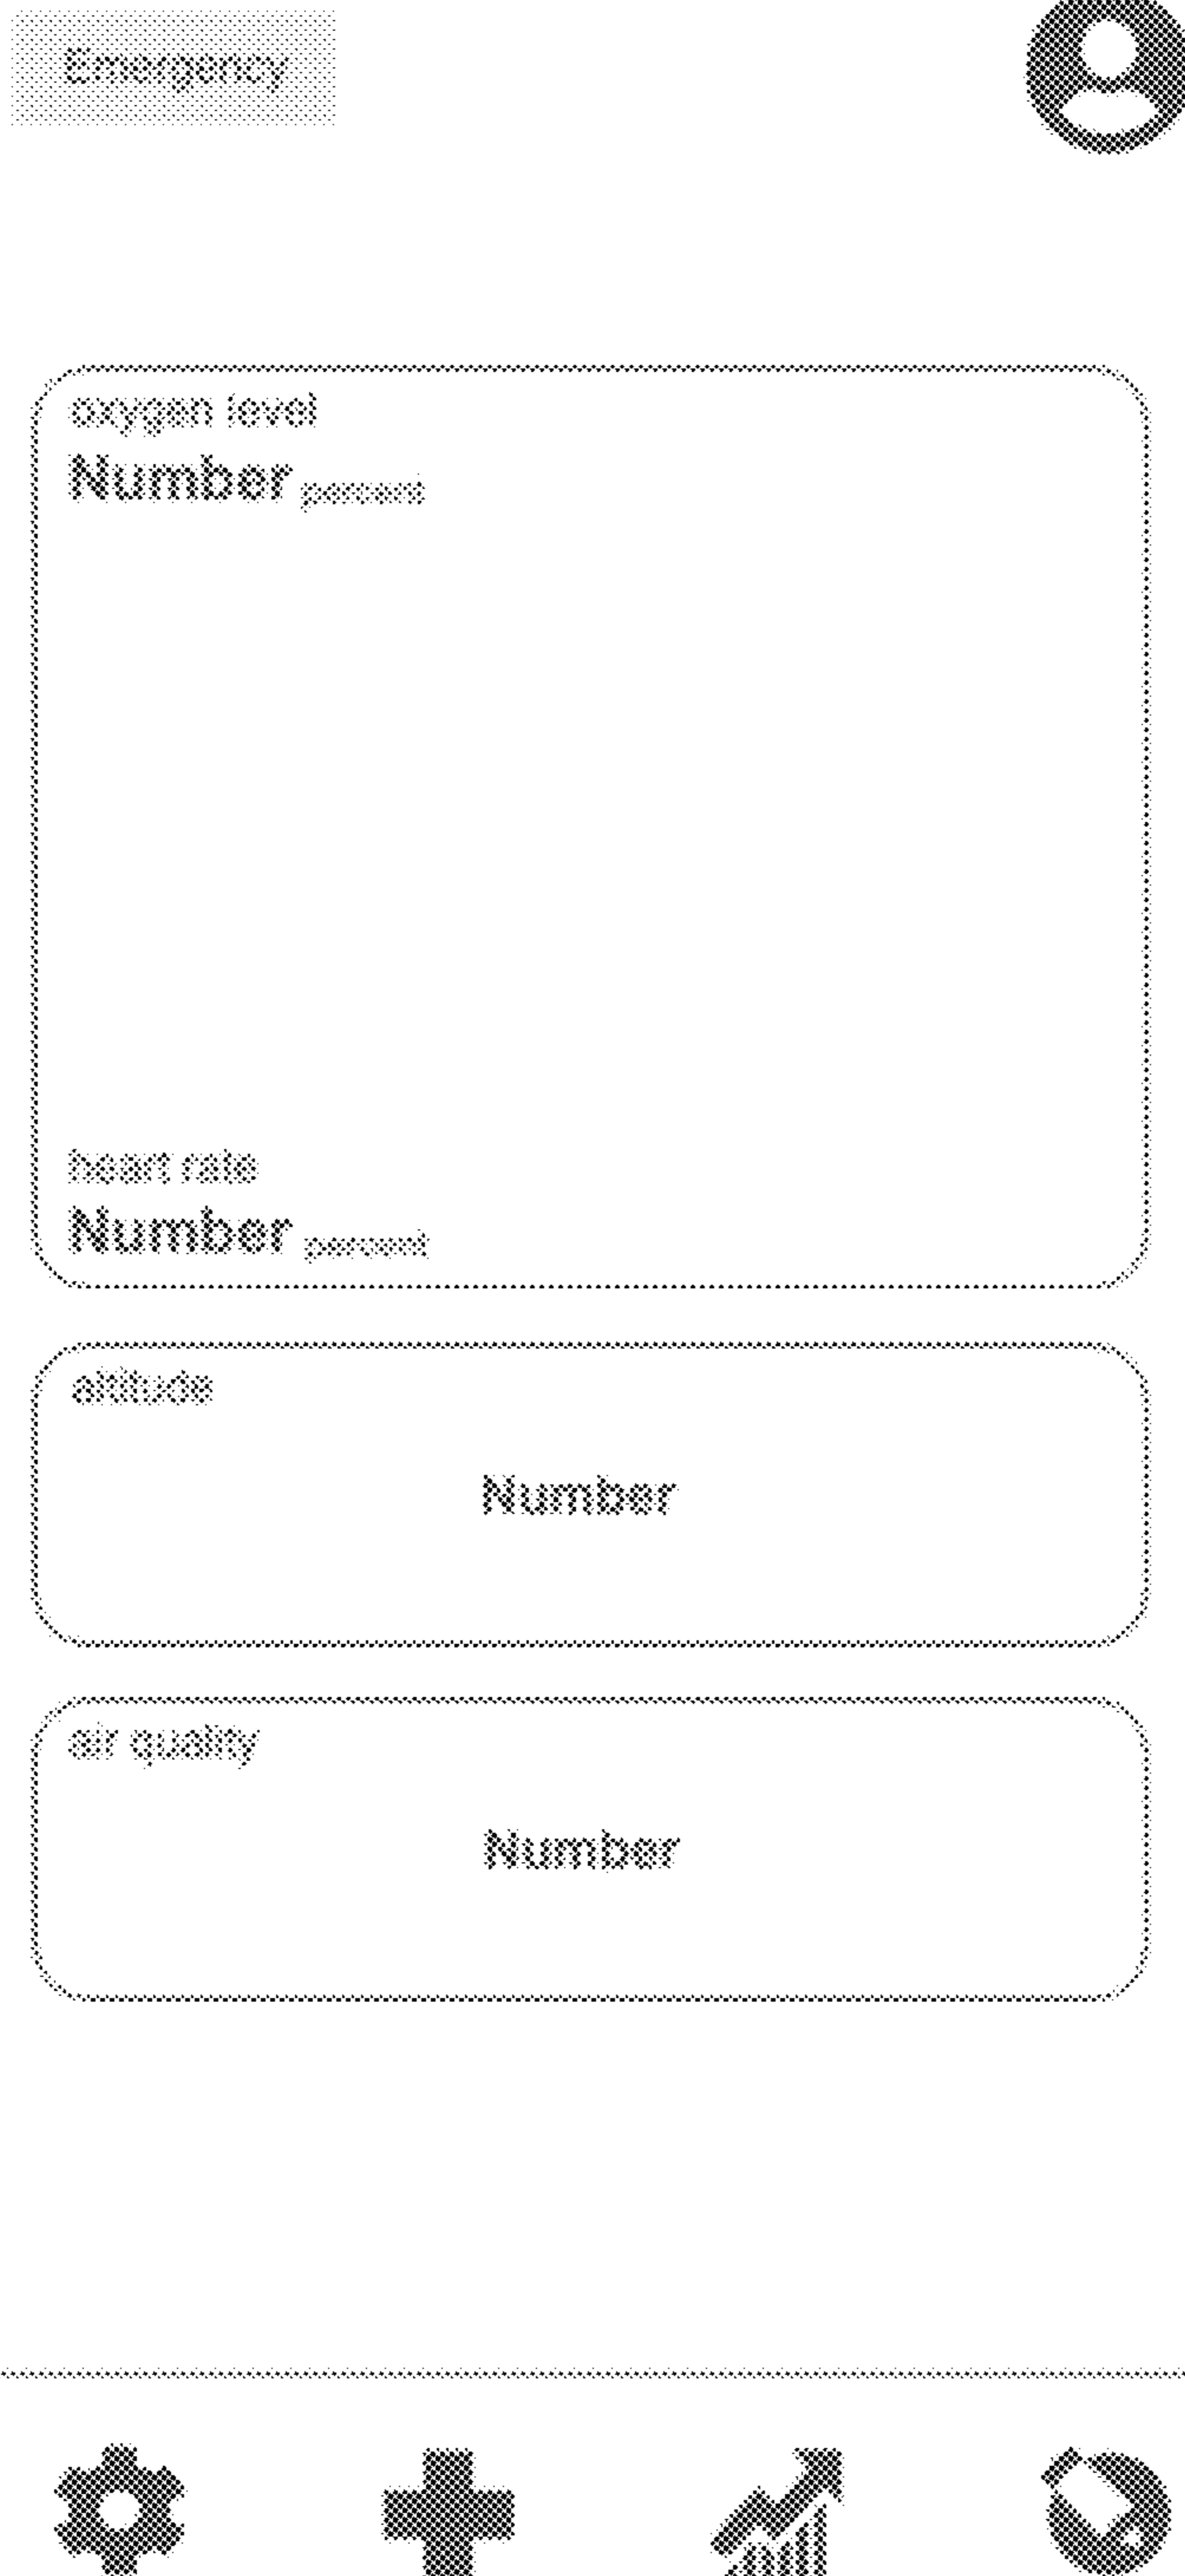 Emergency
oxygen level
Number percent
heart rate
Number percent
altitude
Number
air quality
Number